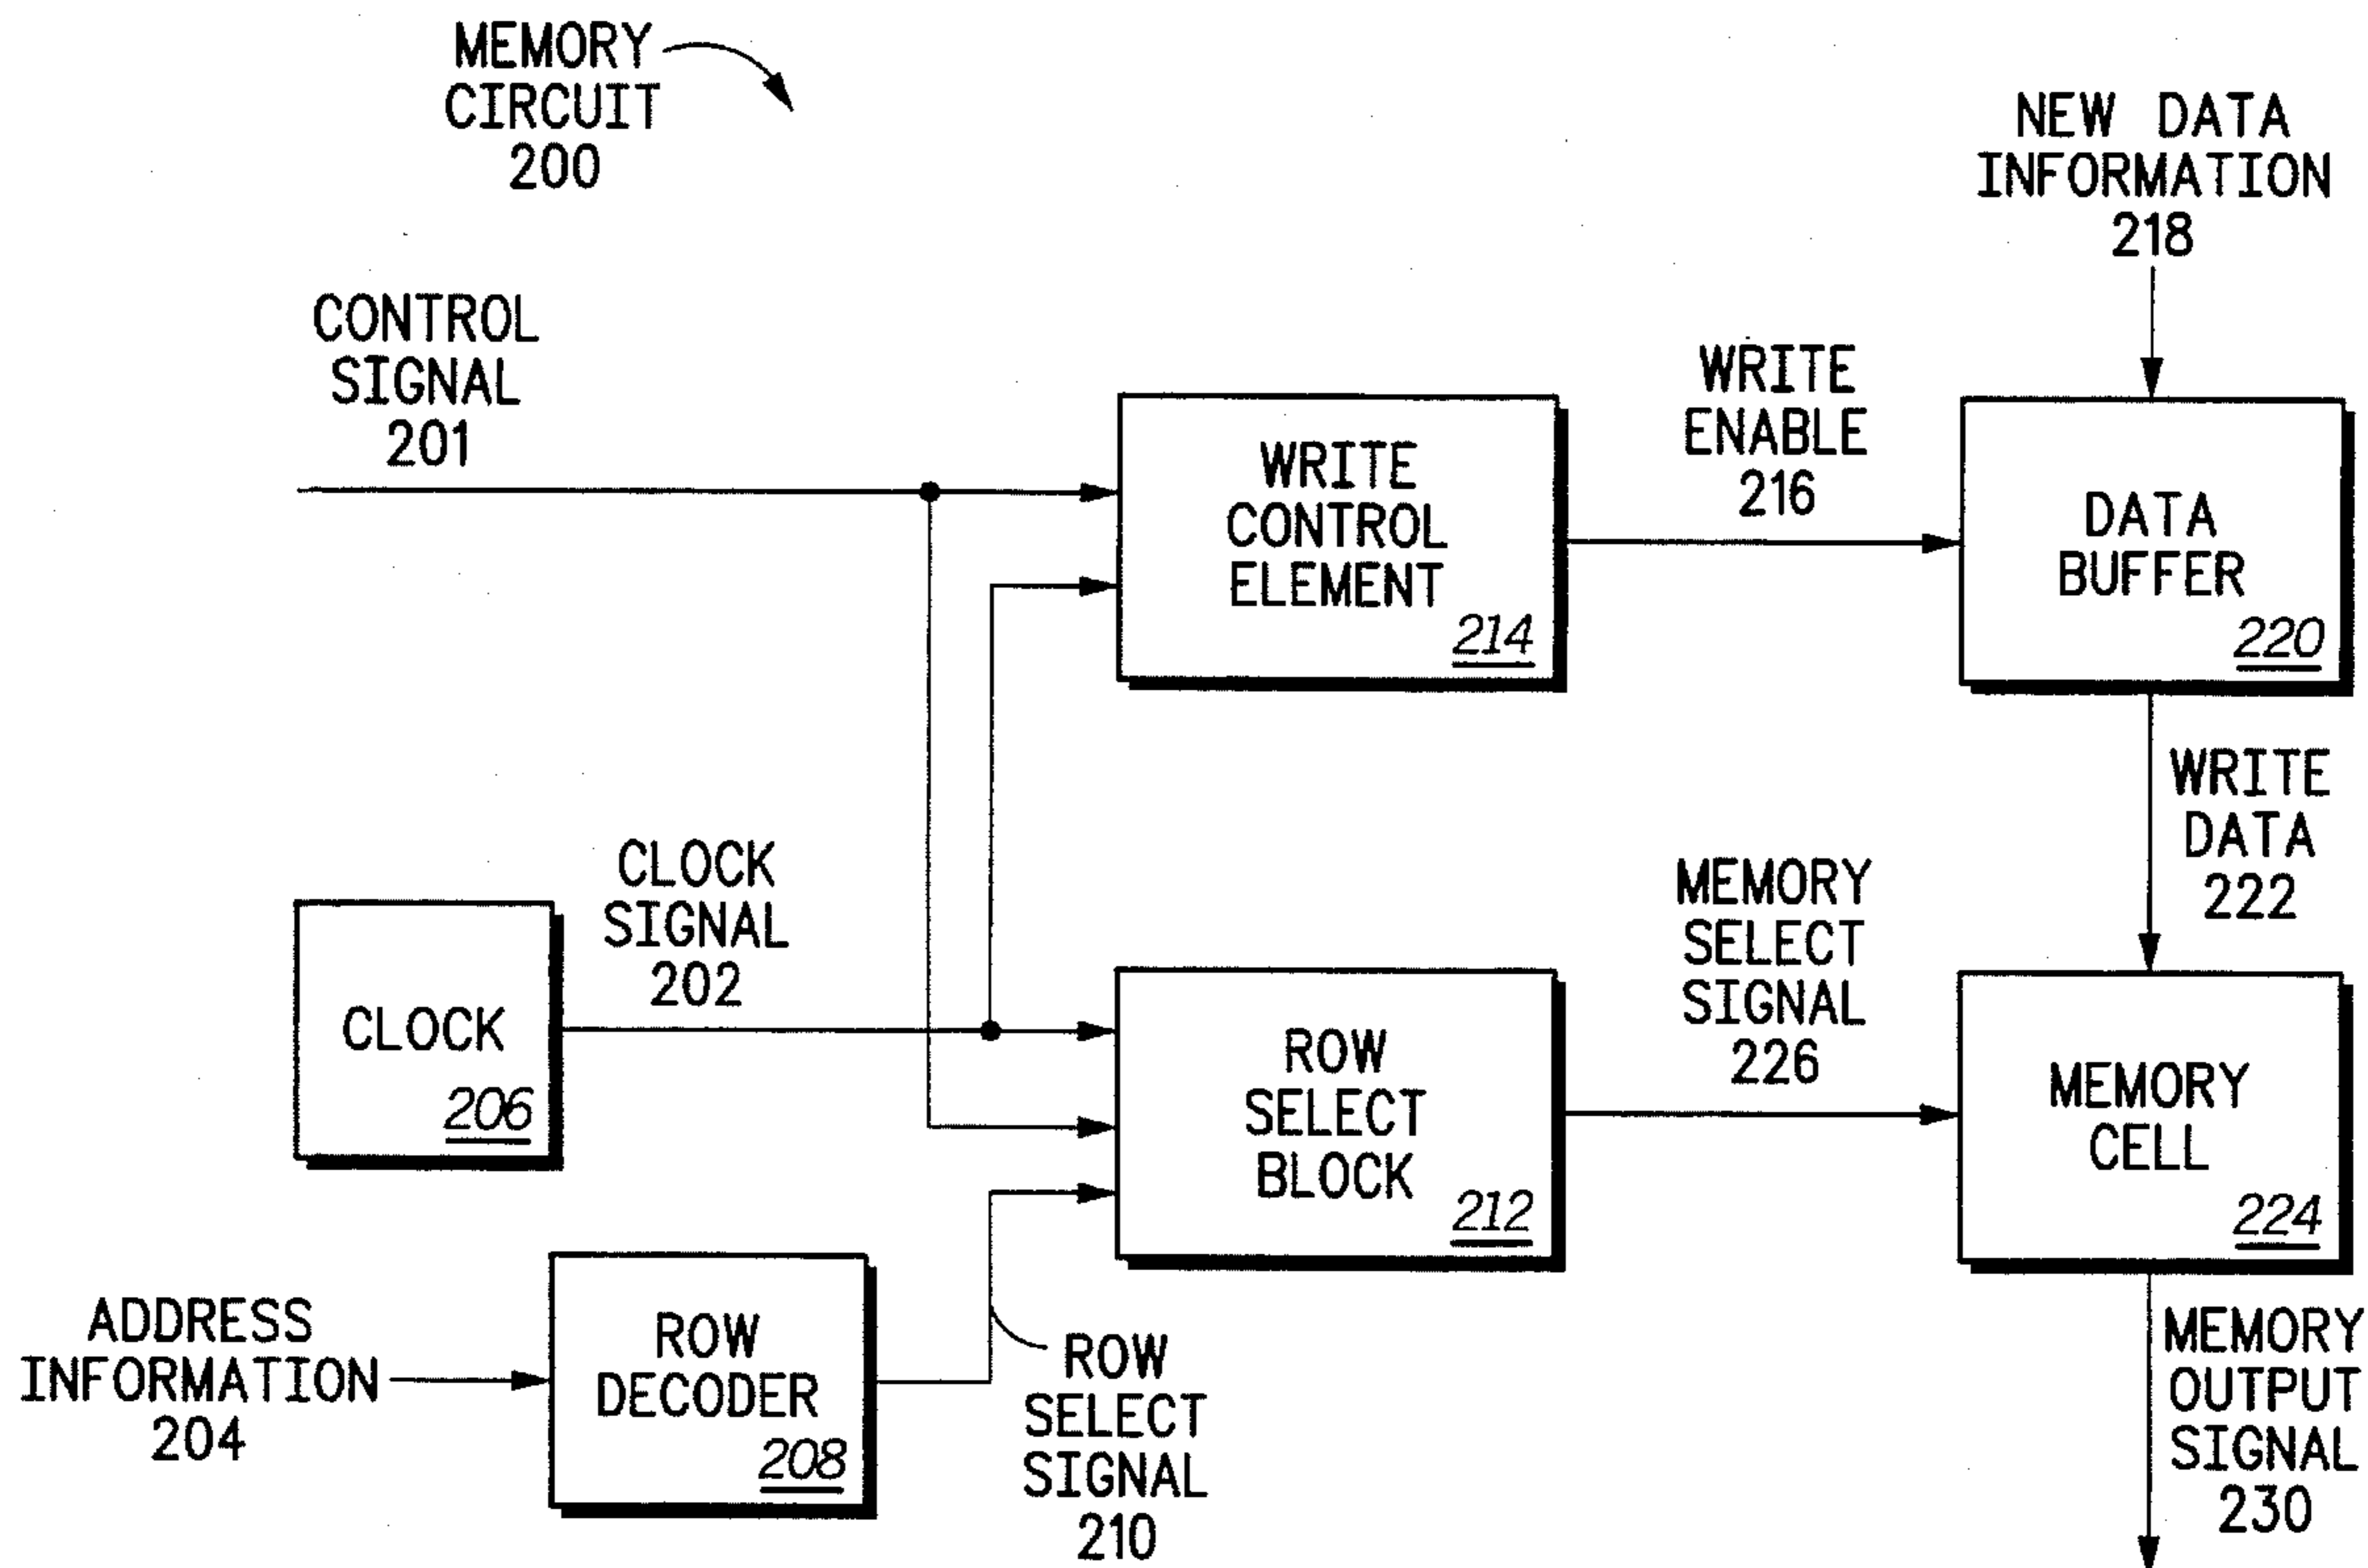 MEMORY
CIRCUIT
200
NEW DATA
INFORMATION
218
CONTROL
SIGNAL
201
WRITE
CONTROL
ELEMENT
214
WRITE
ENABLE
216
DATA
BUFFER
220
WRITE
DATA
222
CLOCK
206
CLOCK
SIGNAL
202
ROW
SELECT
BLOCK
212
MEMORY
SELECT
SIGNAL
226
MEMORY
CELL
224
ADDRESS
INFORMATION
204
ROW
DECODER
208
ROW
SELECT
SIGNAL
210
MEMORY
OUTPUT
SIGNAL
230